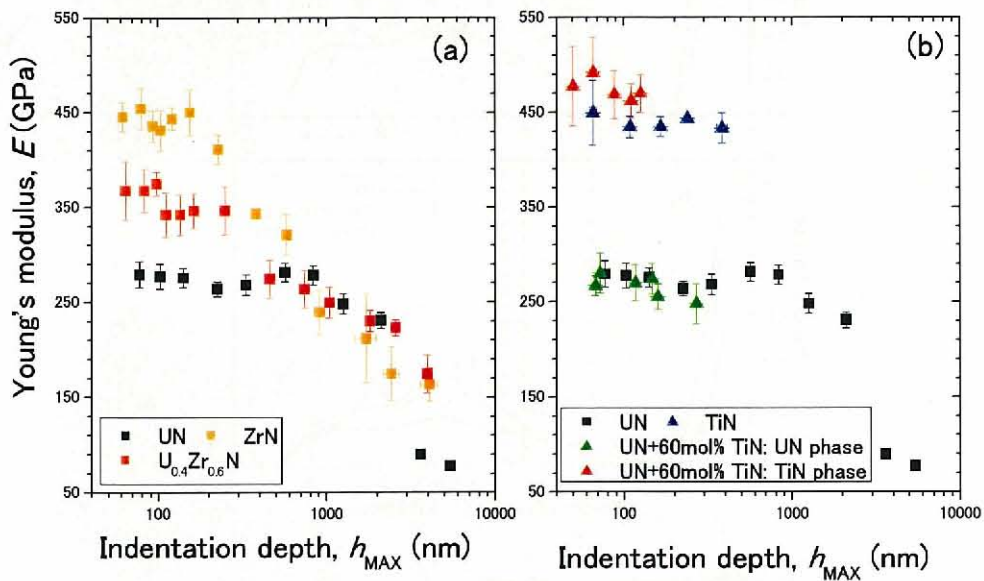 550
450
350
250
150
50
Young's modulus, E (GPa)
(a)
UN ZrN
U0.4Zr0.6N
100 1000 10000
Indentation depth, hMAX (nm)
550
450
350
250
150
50
(b)
UN TiN
UN+60mol% TiN: UN phase
UN+60mol% TiN: TiN phase
100 1000 10000
Indentation depth, hMAX (nm)